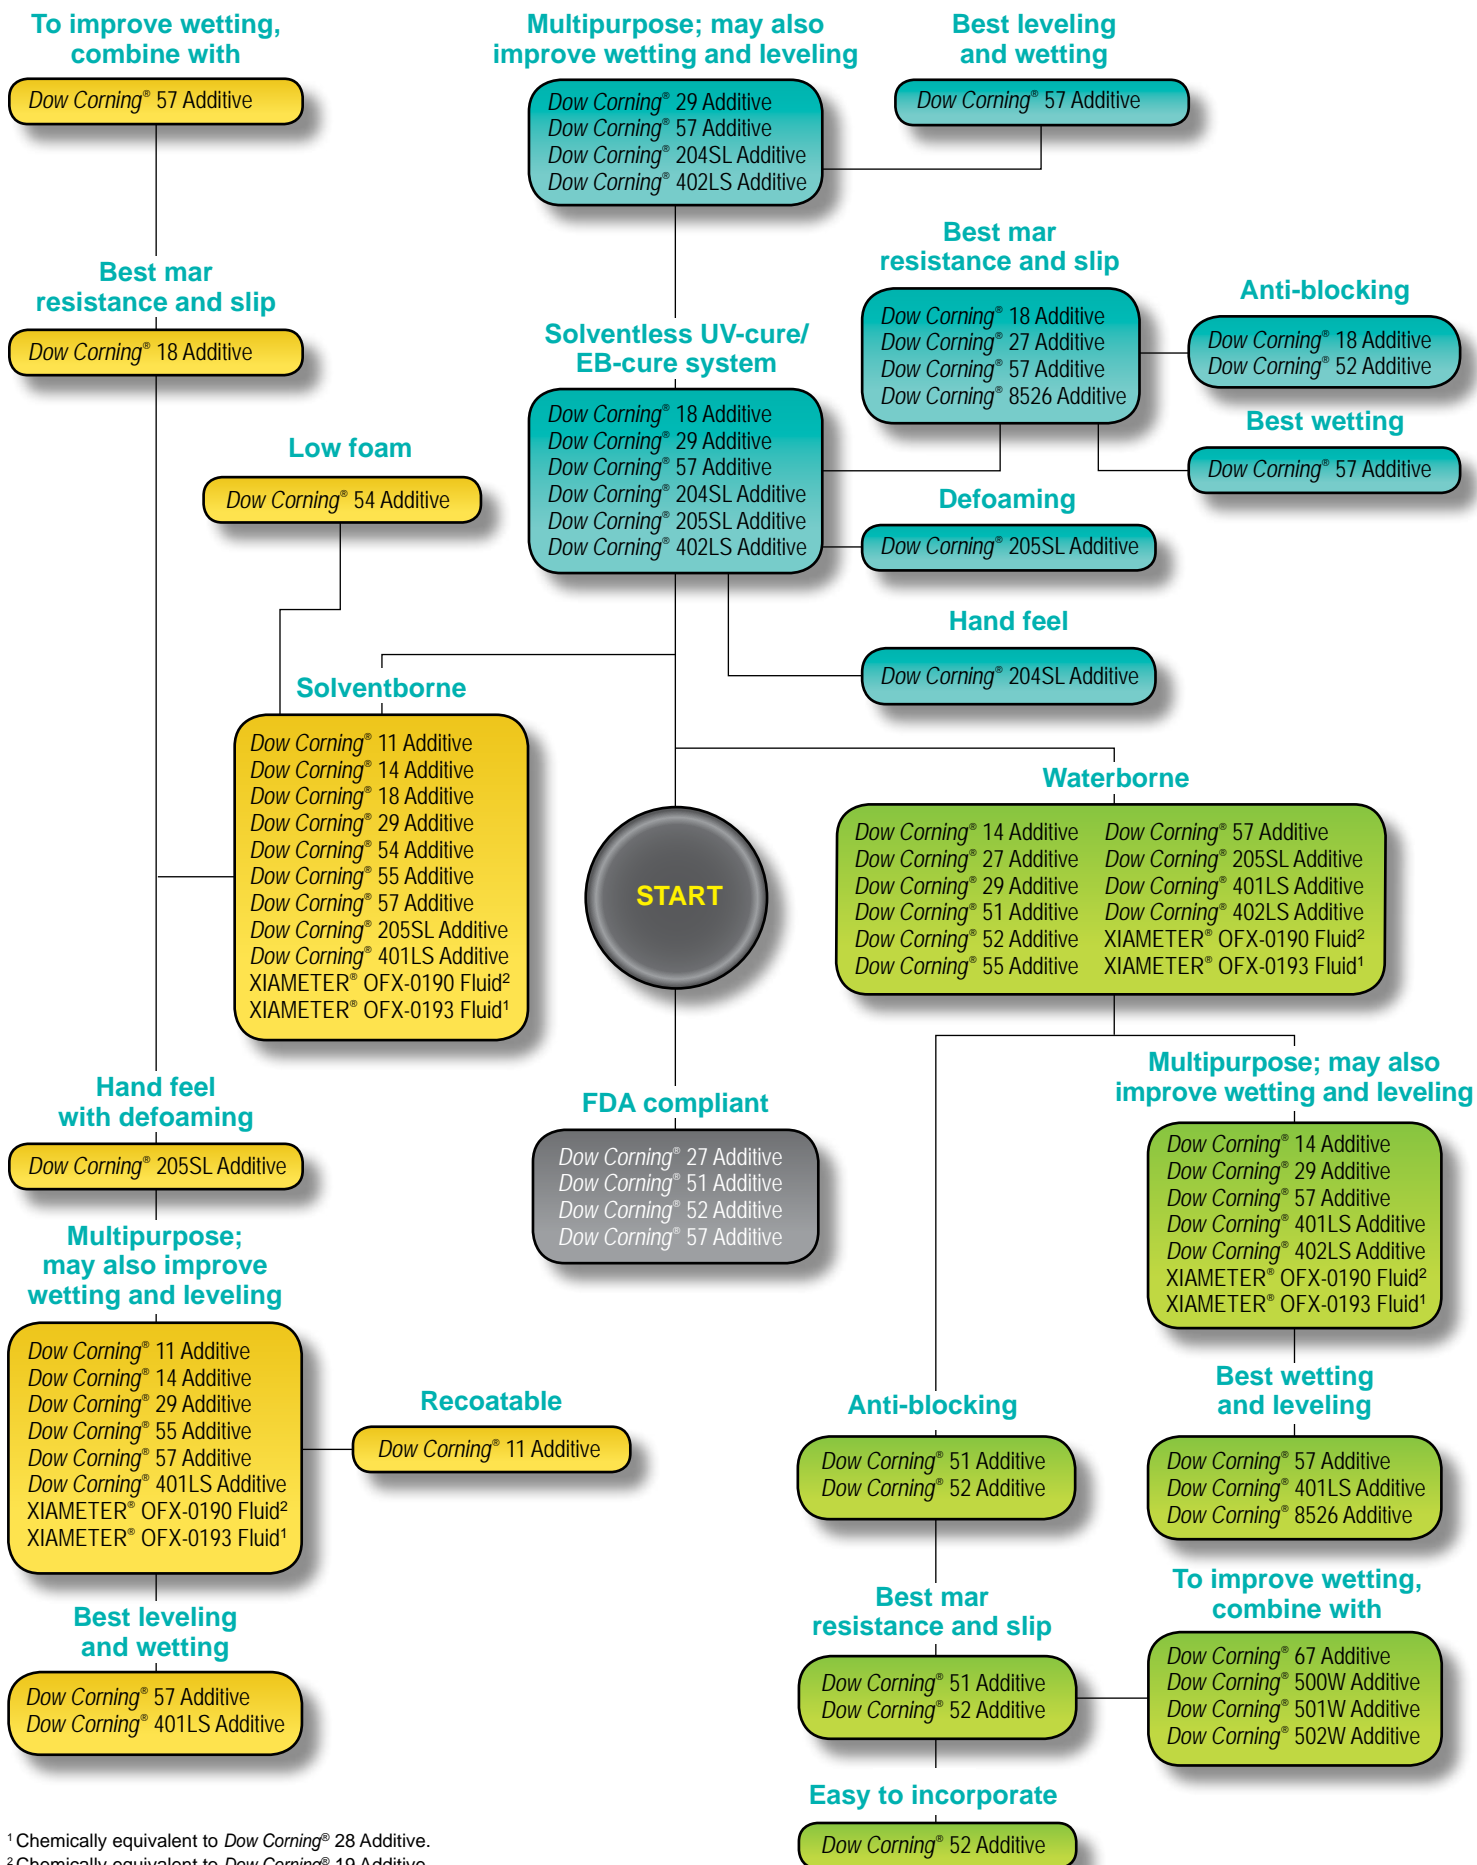 To improve wetting,
combine with
Dow Corning® 57 Additive
Best mar
resistance and slip
Dow Corning® 18 Additive
Low foam
Dow Corning® 54 Additive
Multipurpose; may also
improve wetting and leveling
Dow Corning® 29 Additive
Dow Corning® 57 Additive
Dow Corning® 204SL Additive
Dow Corning® 402LS Additive
Best leveling
and wetting
Dow Corning® 57 Additive
Best mar
resistance and slip
Dow Corning® 18 Additive
Dow Corning® 27 Additive
Dow Corning® 57 Additive
Dow Corning® 8526 Additive
Anti-blocking
Dow Corning® 18 Additive
Dow Corning® 52 Additive
Best wetting
Dow Corning® 57 Additive
Solventless UV-cure/
EB-cure system
Dow Corning® 18 Additive
Dow Corning® 29 Additive
Dow Corning® 57 Additive
Dow Corning® 204SL Additive
Dow Corning® 205SL Additive
Dow Corning® 402LS Additive
Defoaming
Dow Corning® 205SL Additive
Hand feel
Dow Corning® 204SL Additive
Solventborne
Dow Corning® 11 Additive
Dow Corning® 14 Additive
Dow Corning® 18 Additive
Dow Corning® 29 Additive
Dow Corning® 54 Additive
Dow Corning® 55 Additive
Dow Corning® 57 Additive
Dow Corning® 205SL Additive
Dow Corning® 401LS Additive
XIAMETER® OFX-0190 Fluid²
XIAMETER® OFX-0193 Fluid¹
START
Waterborne
Dow Corning® 14 Additive
Dow Corning® 27 Additive
Dow Corning® 29 Additive
Dow Corning® 51 Additive
Dow Corning® 52 Additive
Dow Corning® 55 Additive
Dow Corning® 57 Additive
Dow Corning® 205SL Additive
Dow Corning® 401LS Additive
Dow Corning® 402LS Additive
XIAMETER® OFX-0190 Fluid²
XIAMETER® OFX-0193 Fluid¹
Hand feel
with defoaming
Dow Corning® 205SL Additive
Multipurpose;
may also improve
wetting and leveling
Dow Corning® 11 Additive
Dow Corning® 14 Additive
Dow Corning® 29 Additive
Dow Corning® 55 Additive
Dow Corning® 57 Additive
Dow Corning® 401LS Additive
XIAMETER® OFX-0190 Fluid²
XIAMETER® OFX-0193 Fluid¹
Recoatable
Dow Corning® 11 Additive
Best leveling
and wetting
Dow Corning® 57 Additive
Dow Corning® 401LS Additive
FDA compliant
Dow Corning® 27 Additive
Dow Corning® 51 Additive
Dow Corning® 52 Additive
Dow Corning® 57 Additive
Multipurpose; may also
improve wetting and leveling
Dow Corning® 14 Additive
Dow Corning® 29 Additive
Dow Corning® 57 Additive
Dow Corning® 401LS Additive
Dow Corning® 402LS Additive
XIAMETER® OFX-0190 Fluid²
XIAMETER® OFX-0193 Fluid¹
Best wetting
and leveling
Dow Corning® 57 Additive
Dow Corning® 401LS Additive
Dow Corning® 8526 Additive
Anti-blocking
Dow Corning® 51 Additive
Dow Corning® 52 Additive
Best mar
resistance and slip
Dow Corning® 51 Additive
Dow Corning® 52 Additive
To improve wetting,
combine with
Dow Corning® 67 Additive
Dow Corning® 500W Additive
Dow Corning® 501W Additive
Dow Corning® 502W Additive
Easy to incorporate
Dow Corning® 52 Additive
¹ Chemically equivalent to Dow Corning® 28 Additive.
² Chemically equivalent to Dow Corning® 19 Additive.